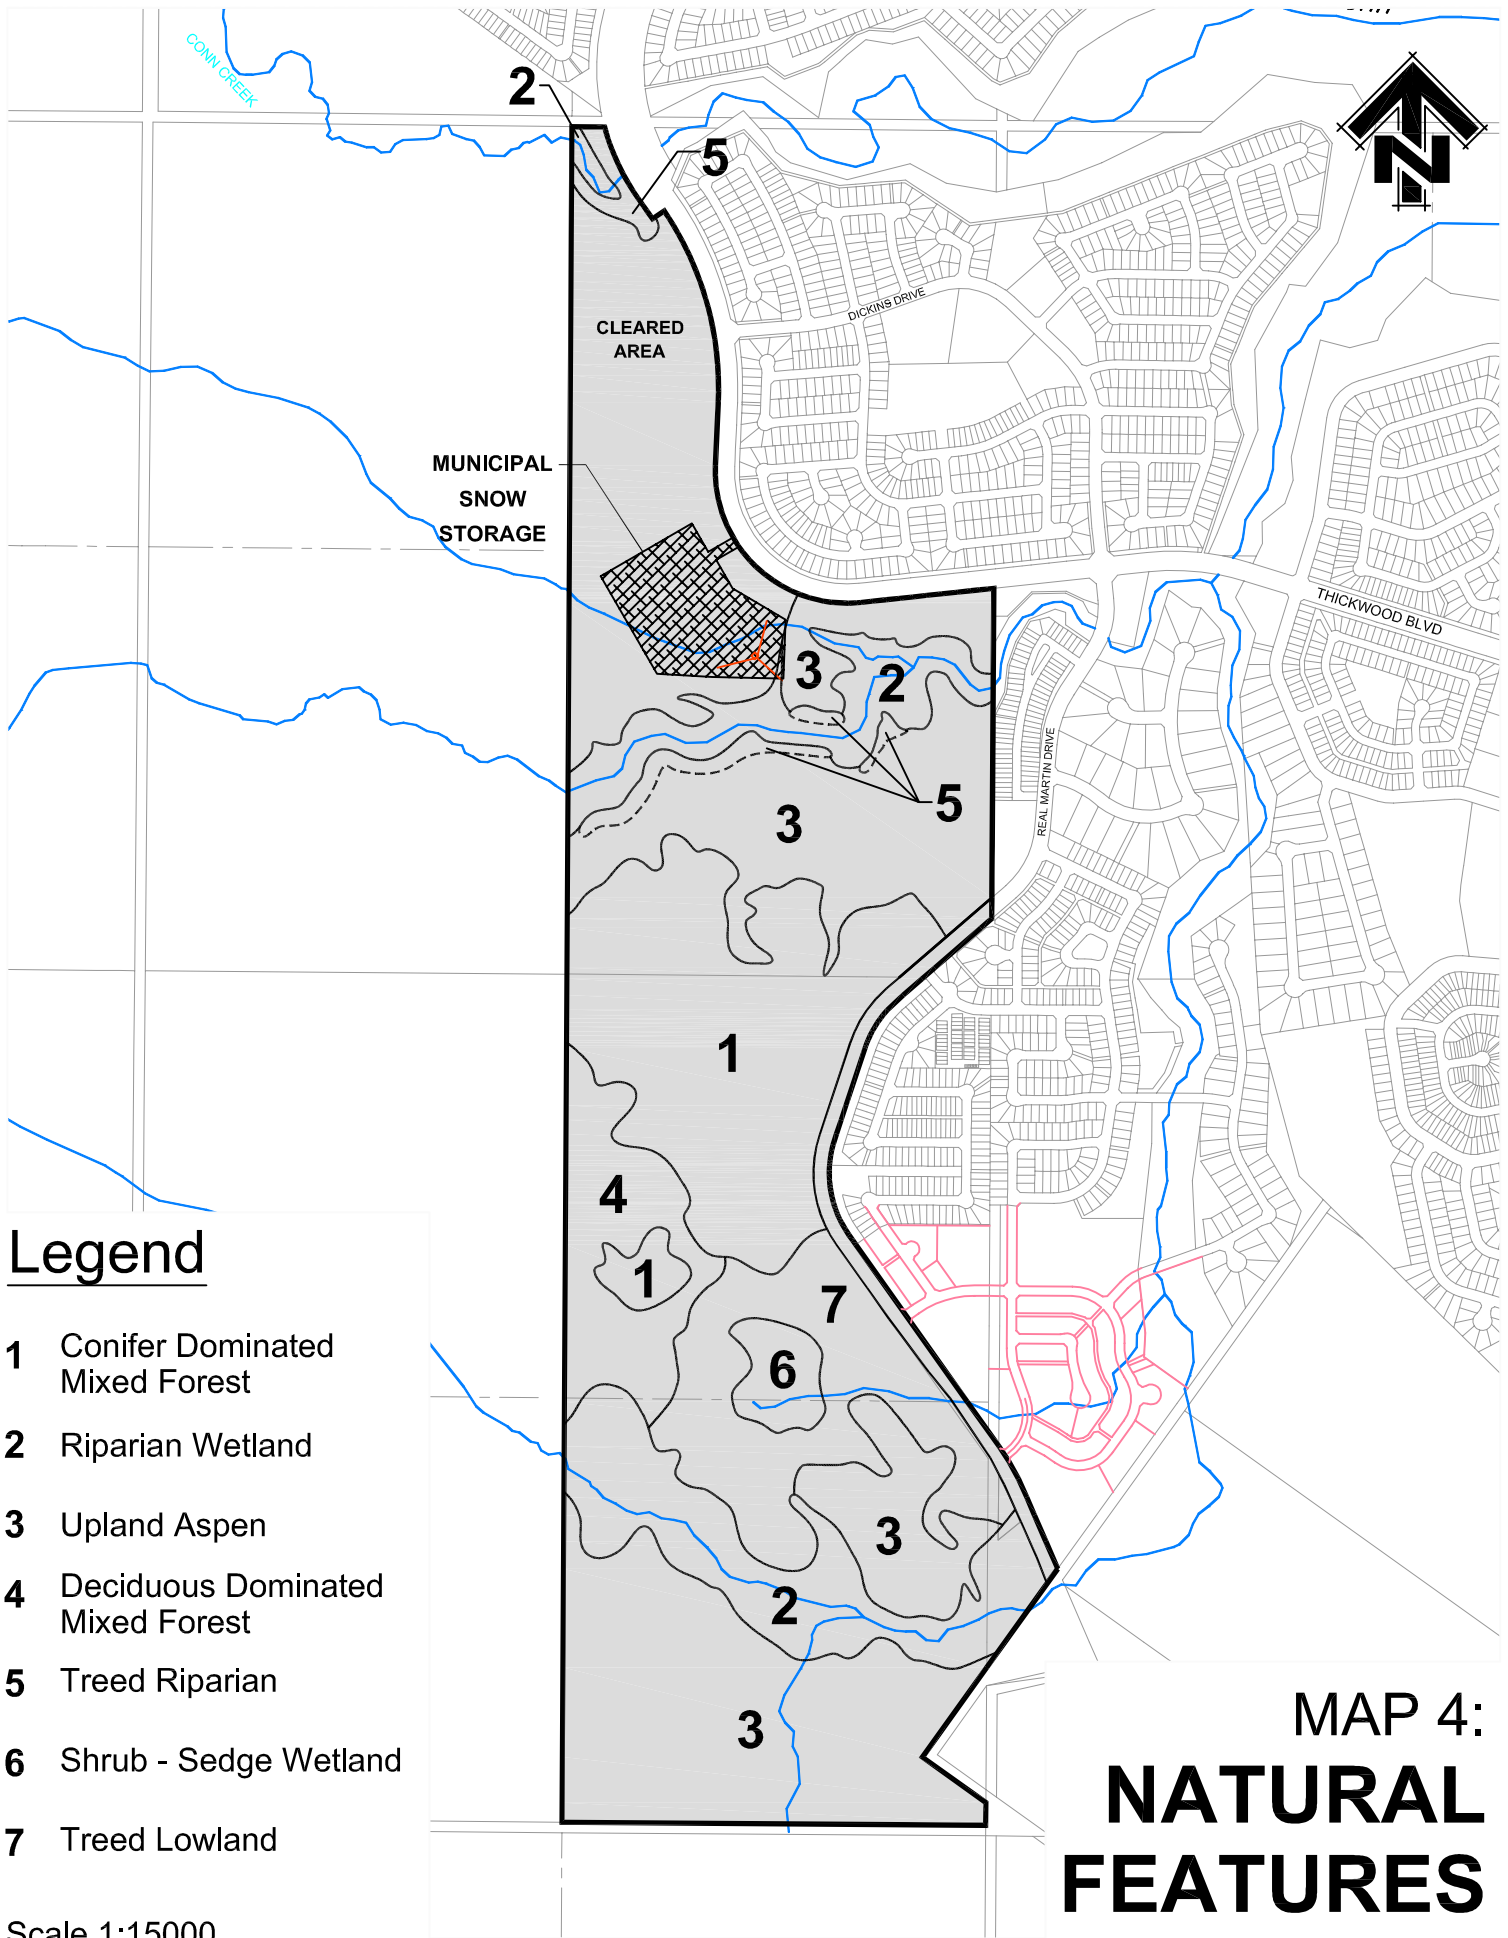 CONN CREEK
2
5
N
DICKINS DRIVE
CLEARED
AREA
MUNICIPAL
SNOW
STORAGE
THICKWOOD BLVD
3
2
REAL MARTIN DRIVE
5
3
1
4
1
7
6
3
2
3
Legend
1 Conifer Dominated
Mixed Forest
2 Riparian Wetland
3 Upland Aspen
4 Deciduous Dominated
Mixed Forest
5 Treed Riparian
6 Shrub - Sedge Wetland
7 Treed Lowland
Scale 1:15000
MAP 4:
NATURAL
FEATURES